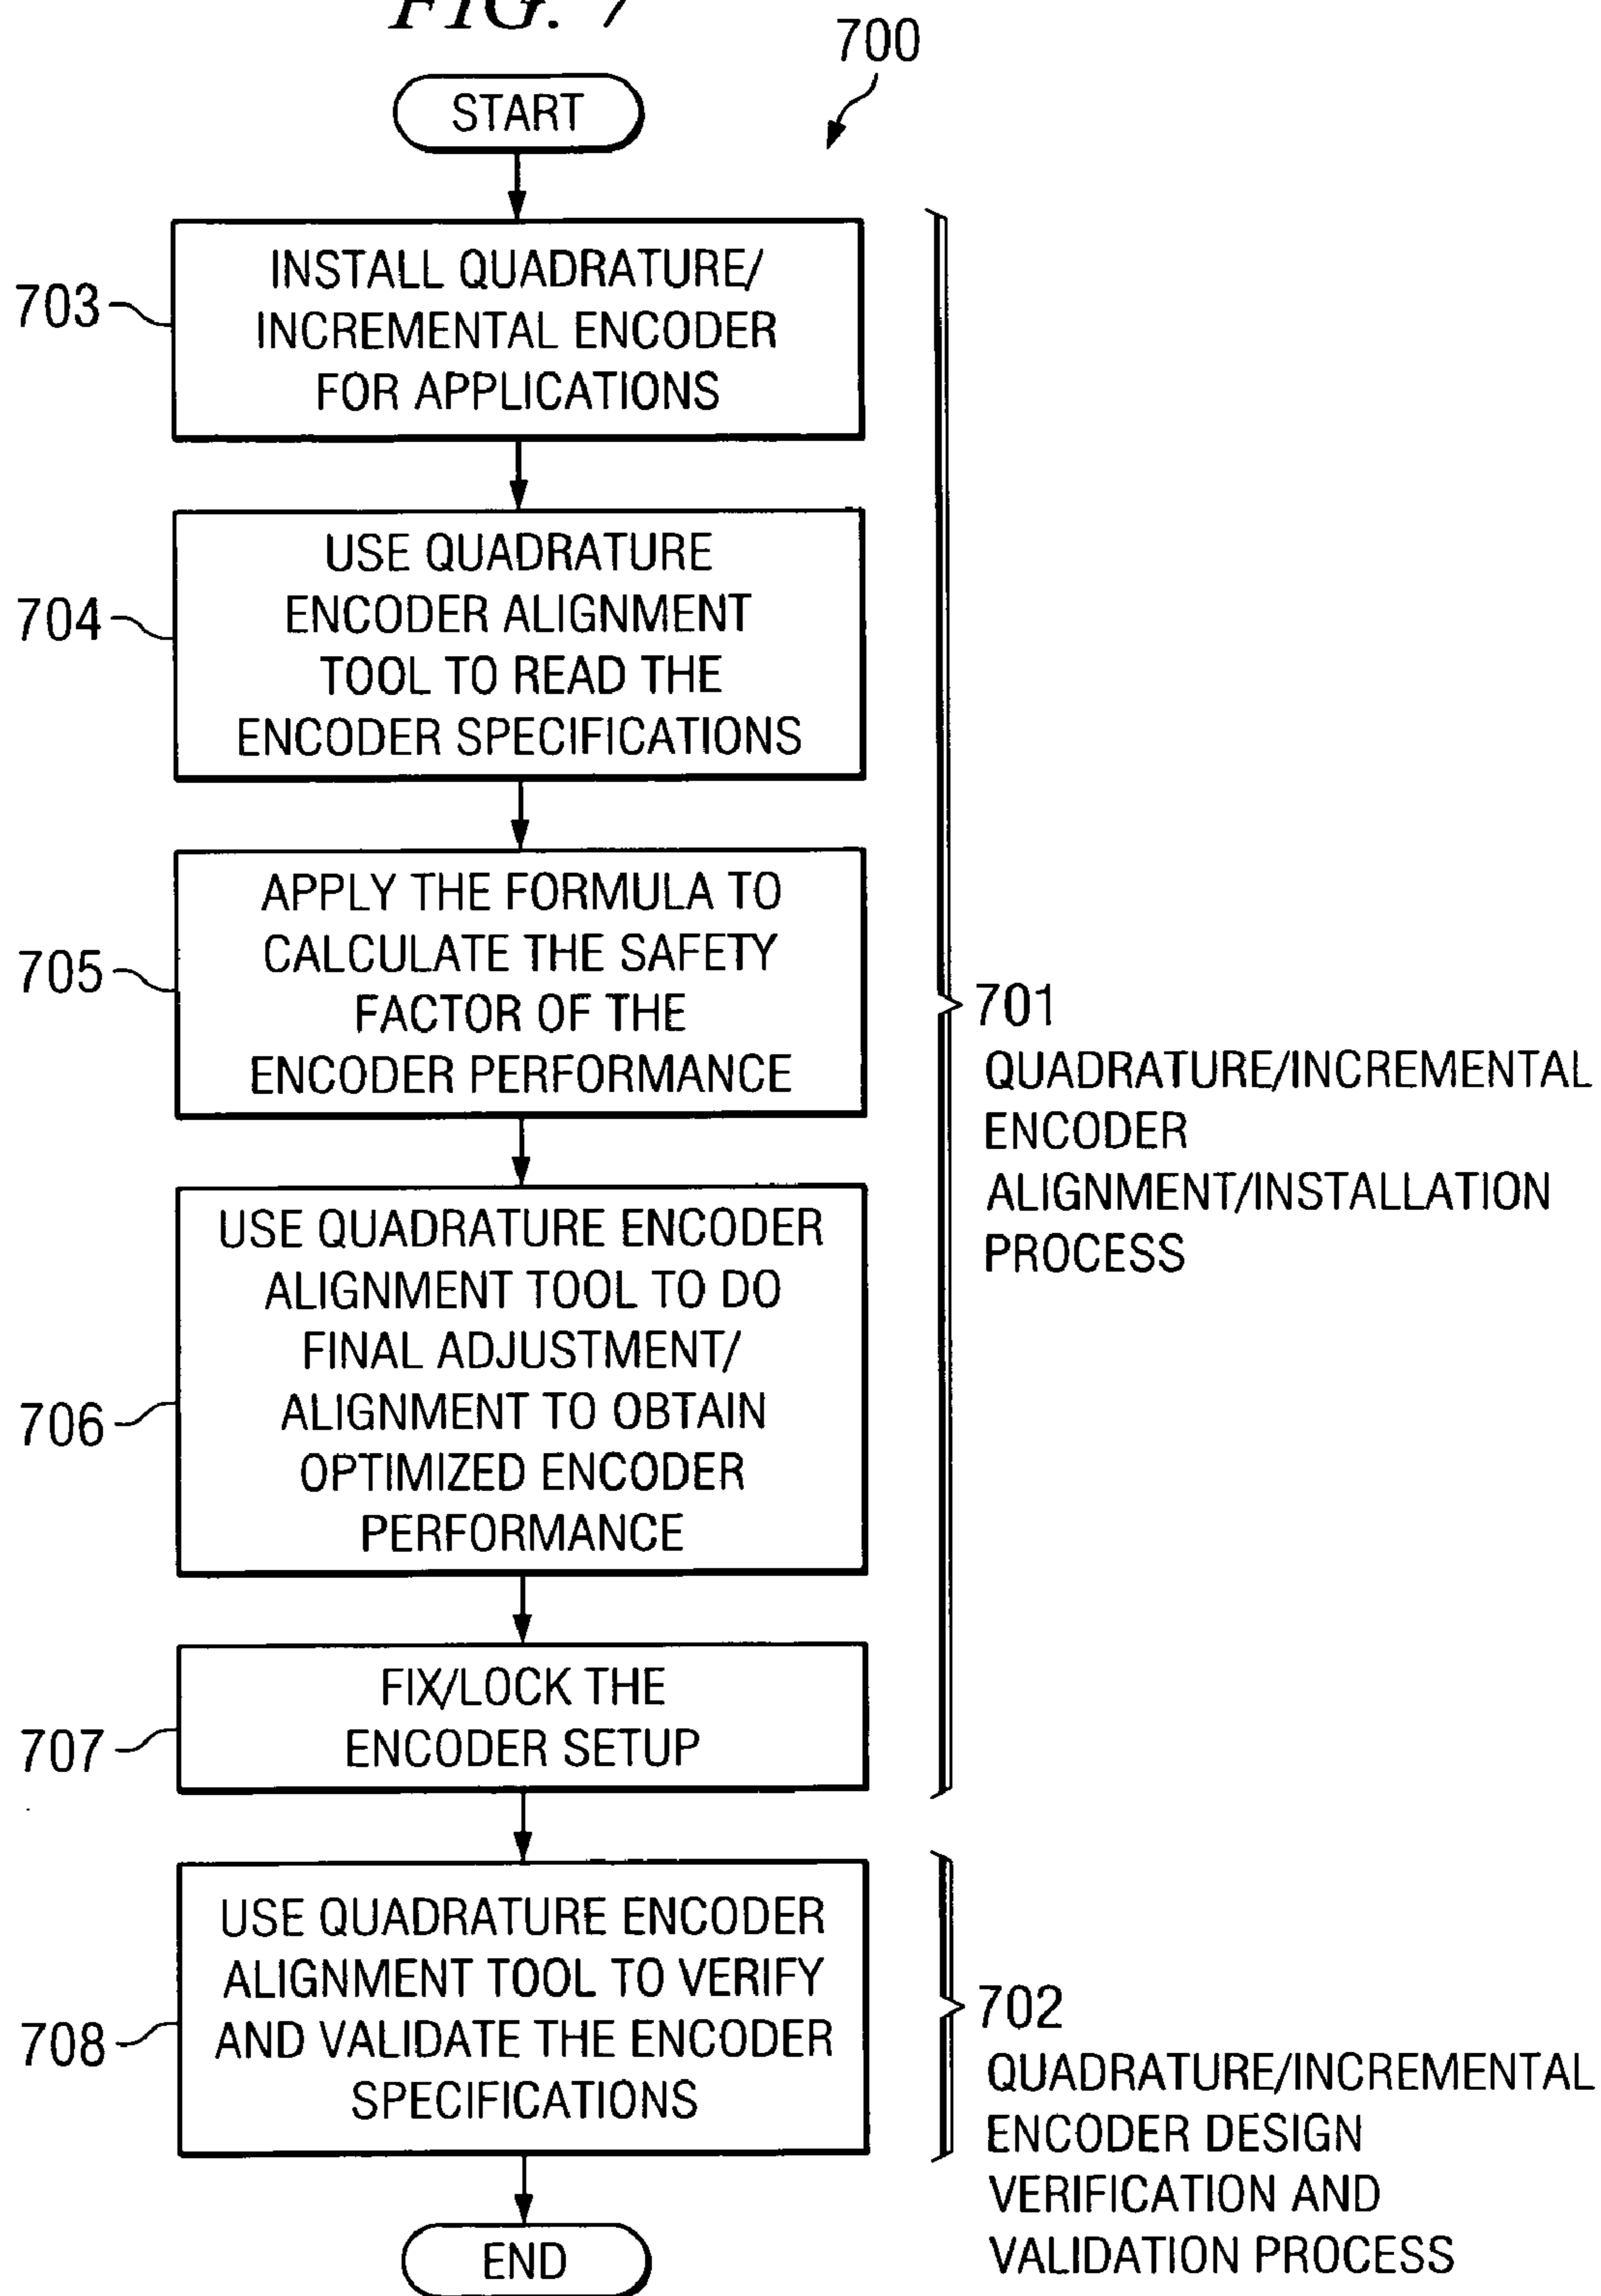 FIG. 7
700
START
703
INSTALL QUADRATURE/
INCREMENTAL ENCODER
FOR APPLICATIONS
704
USE QUADRATURE
ENCODER ALIGNMENT
TOOL TO READ THE
ENCODER SPECIFICATIONS
705
APPLY THE FORMULA TO
CALCULATE THE SAFETY
FACTOR OF THE
ENCODER PERFORMANCE
701
QUADRATURE/INCREMENTAL
ENCODER
ALIGNMENT/INSTALLATION
PROCESS
706
USE QUADRATURE ENCODER
ALIGNMENT TOOL TO DO
FINAL ADJUSTMENT/
ALIGNMENT TO OBTAIN
OPTIMIZED ENCODER
PERFORMANCE
707
FIX/LOCK THE
ENCODER SETUP
708
USE QUADRATURE ENCODER
ALIGNMENT TOOL TO VERIFY
AND VALIDATE THE ENCODER
SPECIFICATIONS
702
QUADRATURE/INCREMENTAL
ENCODER DESIGN
VERIFICATION AND
VALIDATION PROCESS
END